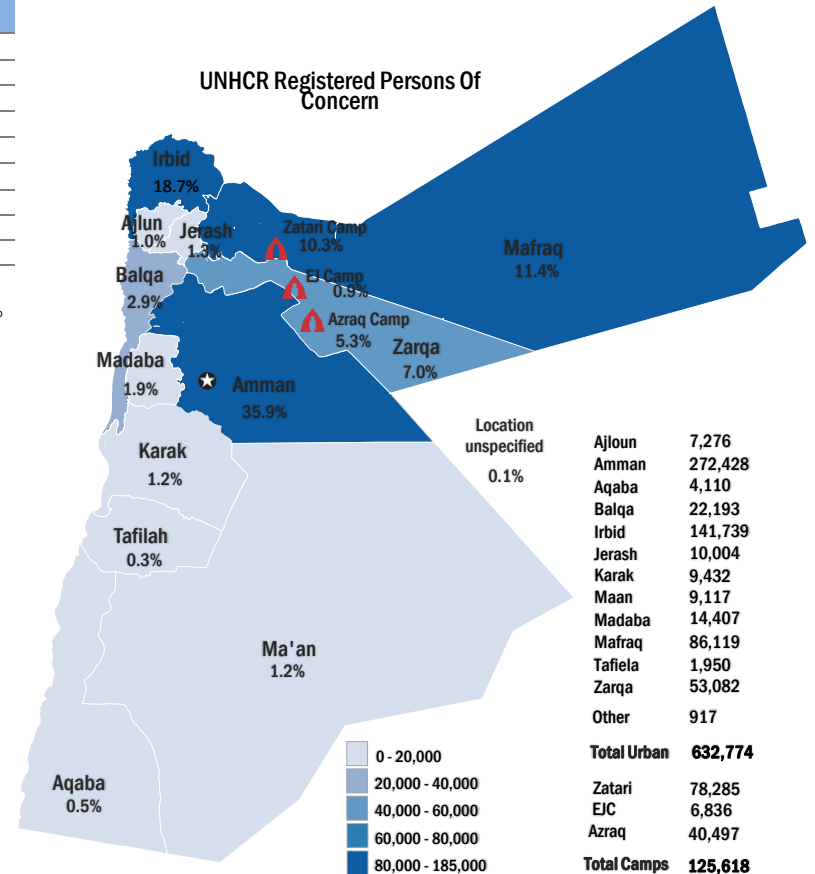 UNHCR Registered Persons Of
Concern
Irbid
18.7%
Ajlun
1.0%
Jerash
1.3%
Zatari Camp
10.3%
Mafraq
11.4%
Balqa
2.9%
EJ Camp
0.9%
Azraq Camp
5.3%
Zarqa
7.0%
Madaba
1.9%
Amman
35.9%
Karak
1.2%
Location
unspecified
0.1%
Tafilah
0.3%
Ma'an
1.2%
Aqaba
0.5%
Ajloun 7,276
Amman 272,428
Aqaba 4,110
Balqa 22,193
Irbid 141,739
Jerash 10,004
Karak 9,432
Maan 9,117
Madaba 14,407
Mafraq 86,119
Tafiela 1,950
Zarqa 53,082
Other 917
Total Urban 632,774
Zatari 78,285
EJC 6,836
Azraq 40,497
Total Camps 125,618
0 - 20,000
20,000 - 40,000
40,000 - 60,000
60,000 - 80,000
80,000 - 185,000